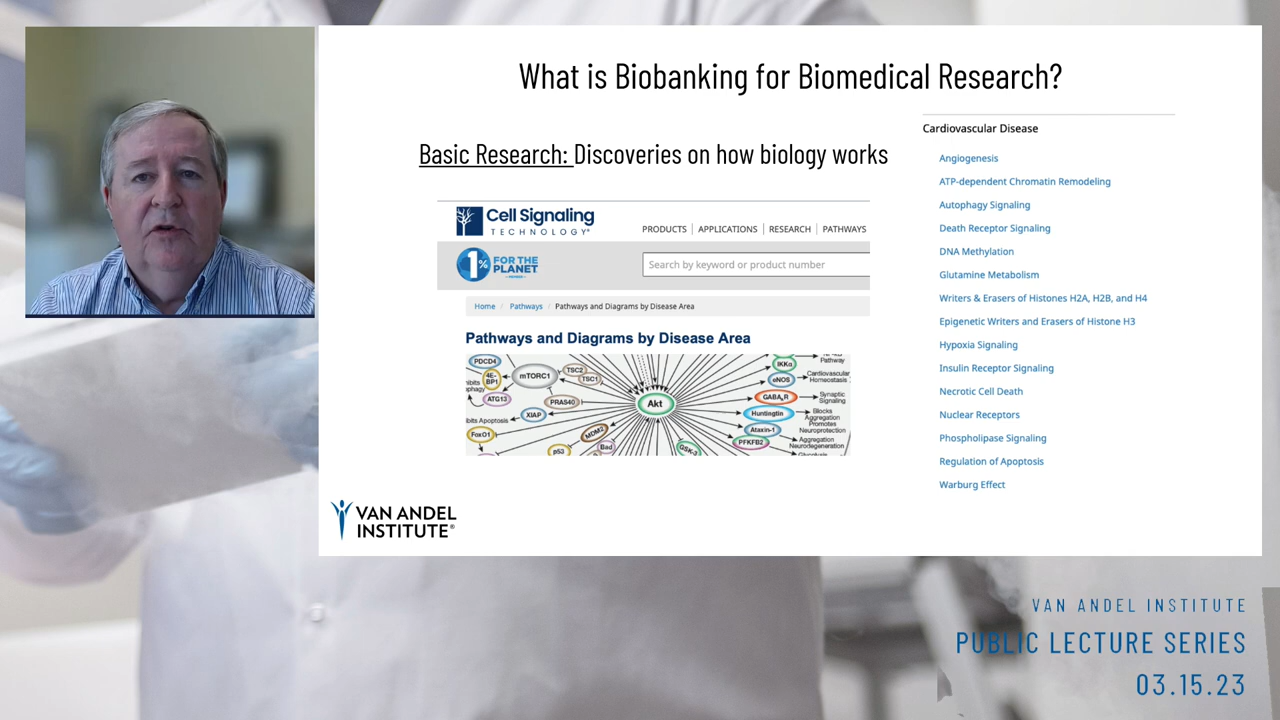 What is Biobanking for Biomedical Research?
Basic Research: Discoveries on how biology works
Cell Signaling
TECHNOLOGY®
PRODUCTS | APPLICATIONS | RESEARCH | PATHWAYS
1% FOR THE
PLANET
MEMBER
Search by keyword or product number
Home / Pathways / Pathways and Diagrams by Disease Area
Pathways and Diagrams by Disease Area
PDCD4
4E-
BP1
ATG13
mTORC1
TSC2
TSC1
PRAS40
XIAP
ibits Apoptosis
FoxO1
p53
MDM2
Bad
Akt
GSK-3
IKKα
eNOS
GABAAR
Huntingtin
Ataxin-1
PFKFB2
Pathway
Cardiovascular
Homeostasis
Synaptic
Signaling
Blocks
Aggregation
Promotes
Neuroprotection
Aggregation
Neurodegeneration
Glycolysis
Cardiovascular Disease
Angiogenesis
ATP-dependent Chromatin Remodeling
Autophagy Signaling
Death Receptor Signaling
DNA Methylation
Glutamine Metabolism
Writers & Erasers of Histones H2A, H2B, and H4
Epigenetic Writers and Erasers of Histone H3
Hypoxia Signaling
Insulin Receptor Signaling
Necrotic Cell Death
Nuclear Receptors
Phospholipase Signaling
Regulation of Apoptosis
Warburg Effect
VAN ANDEL
INSTITUTE®
VAN ANDEL INSTITUTE
PUBLIC LECTURE SERIES
03.15.23